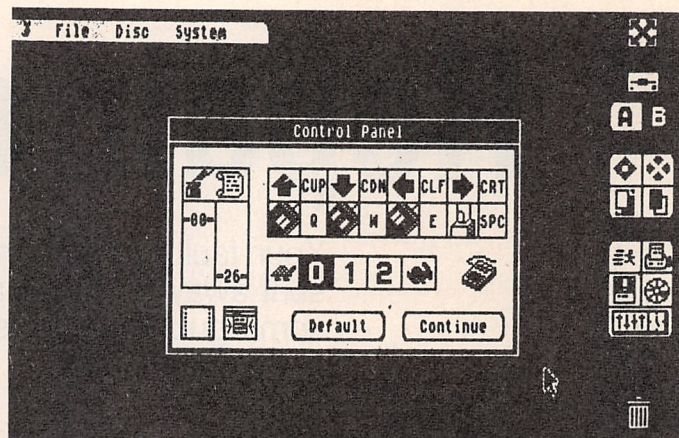 File Disc System
A B
Control Panel
CUP CDN CLF CRT
Q W E SPC
-00-
0 1 2
-26-
Default Continue